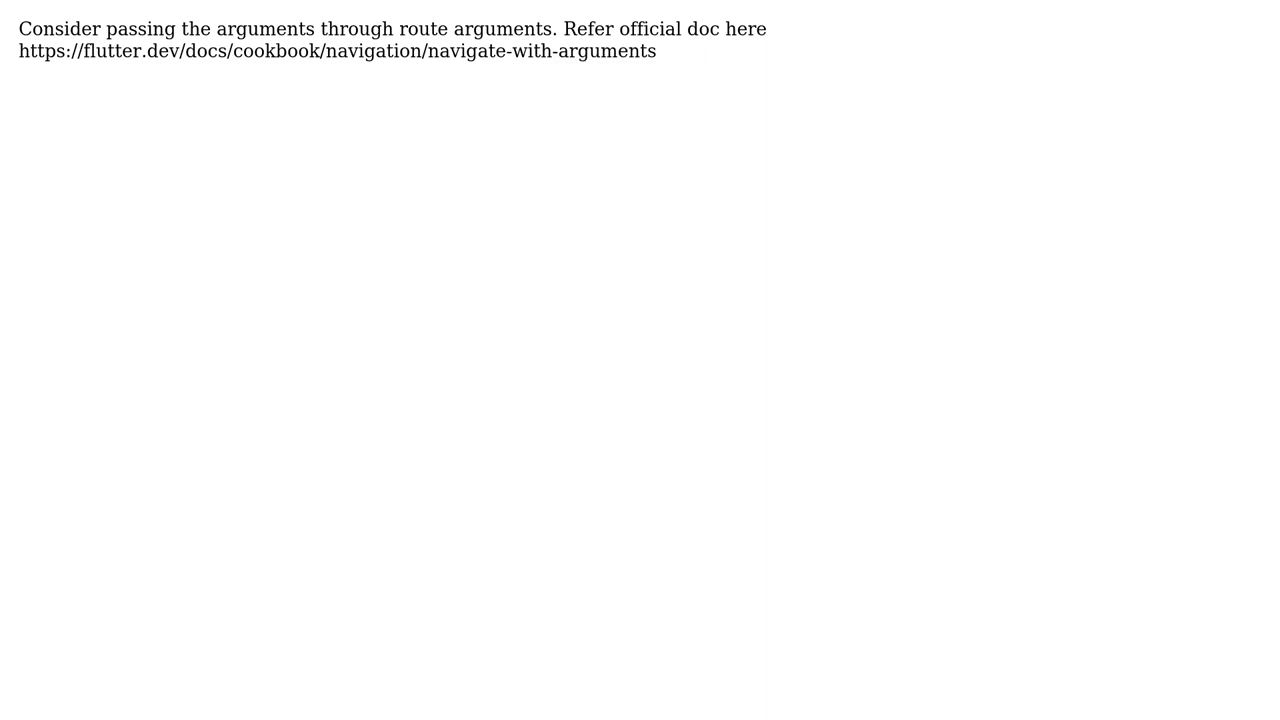 Consider passing the arguments through route arguments. Refer official doc here
https://flutter.dev/docs/cookbook/navigation/navigate-with-arguments